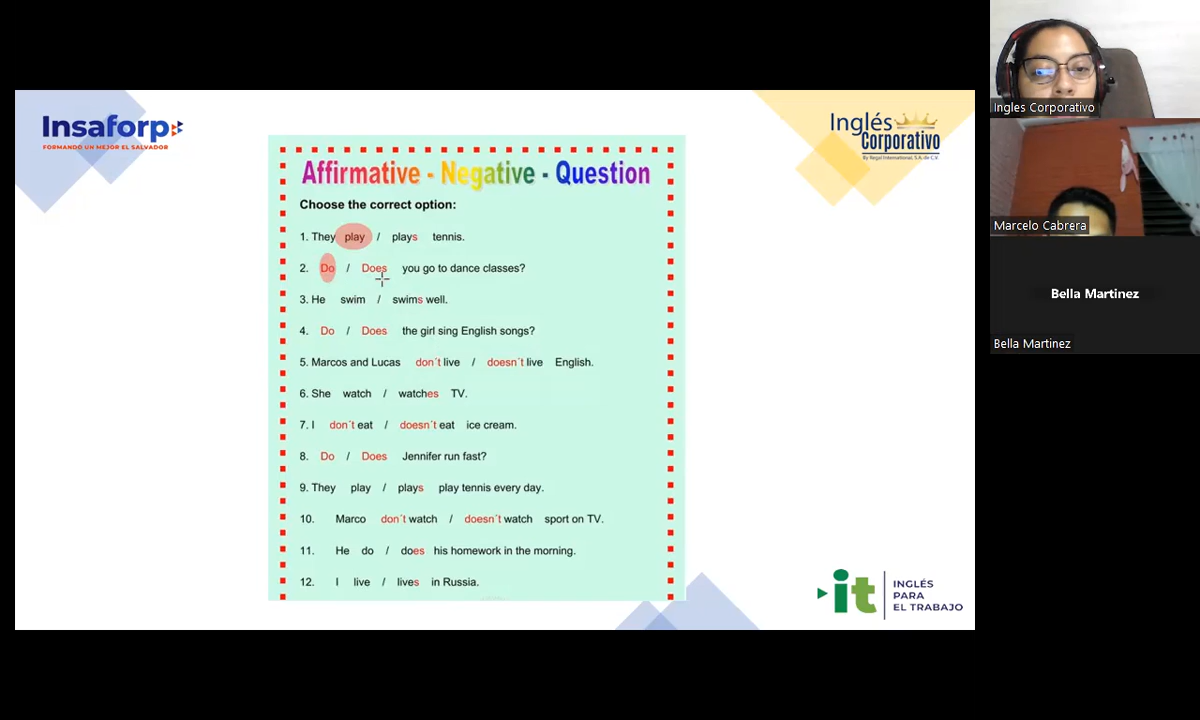 Insaforp
FORMANDO UN MEJOR EL SALVADOR
Inglés
Corporativo
By Regal International, S.A. de C.V.
Affirmative - Negative - Question
Choose the correct option:
1. They play / plays tennis.
2. Do / Does you go to dance classes?
3. He swim / swims well.
4. Do / Does the girl sing English songs?
5. Marcos and Lucas don´t live / doesn´t live English.
6. She watch / watches TV.
7. I don´t eat / doesn´t eat ice cream.
8. Do / Does Jennifer run fast?
9. They play / plays play tennis every day.
10. Marco don´t watch / doesn´t watch sport on TV.
11. He do / does his homework in the morning.
12. I live / lives in Russia.
it
INGLÉS
PARA
EL TRABAJO
Ingles Corporativo
Marcelo Cabrera
Bella Martinez
Bella Martinez